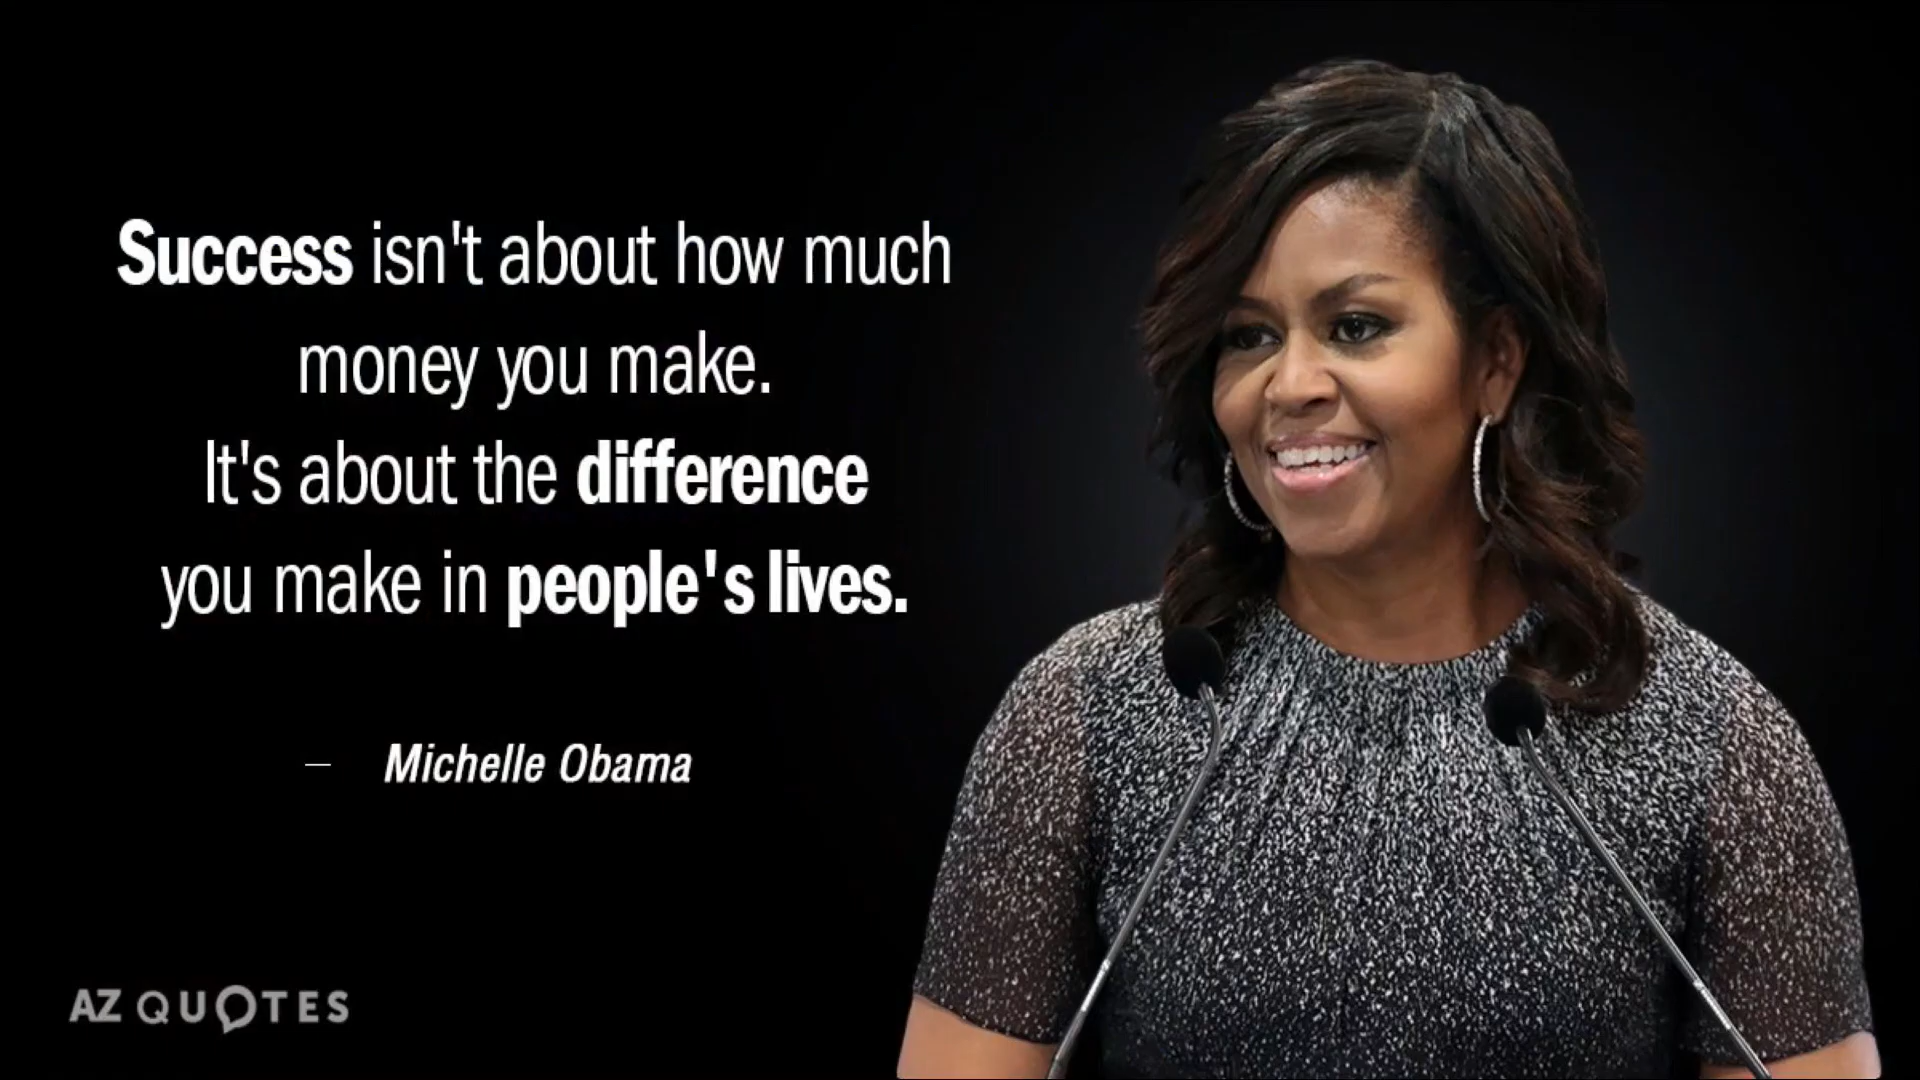 Success isn't about how much
money you make.
It's about the difference
you make in people's lives.
– Michelle Obama
AZ QUOTES